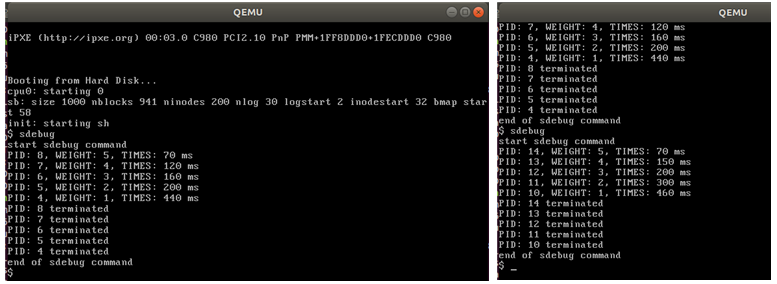 QEMU
iPXE (http://ipxe.org) 00:03.0 C980 PCI2.10 PnP PMM+1FF8DDD0+1FECDDD0 C980
Booting from Hard Disk...
cpu0: starting 0
sb: size 1000 nblocks 941 ninodes 200 nlog 30 logstart 2 inodestart 32 bmap star
t 58
init: starting sh
$ sdebug
start sdebug command
PID: 8, WEIGHT: 5, TIMES: 70 ms
PID: 7, WEIGHT: 4, TIMES: 120 ms
PID: 6, WEIGHT: 3, TIMES: 160 ms
PID: 5, WEIGHT: 2, TIMES: 200 ms
PID: 4, WEIGHT: 1, TIMES: 440 ms
PID: 8 terminated
PID: 7 terminated
PID: 6 terminated
PID: 5 terminated
PID: 4 terminated
end of sdebug command
$
QEMU
PID: 7, WEIGHT: 4, TIMES: 120 ms
PID: 6, WEIGHT: 3, TIMES: 160 ms
PID: 5, WEIGHT: 2, TIMES: 200 ms
PID: 4, WEIGHT: 1, TIMES: 440 ms
PID: 8 terminated
PID: 7 terminated
PID: 6 terminated
PID: 5 terminated
PID: 4 terminated
end of sdebug command
$ sdebug
start sdebug command
PID: 14, WEIGHT: 5, TIMES: 70 ms
PID: 13, WEIGHT: 4, TIMES: 150 ms
PID: 12, WEIGHT: 3, TIMES: 200 ms
PID: 11, WEIGHT: 2, TIMES: 300 ms
PID: 10, WEIGHT: 1, TIMES: 460 ms
PID: 14 terminated
PID: 13 terminated
PID: 12 terminated
PID: 11 terminated
PID: 10 terminated
end of sdebug command
$ _